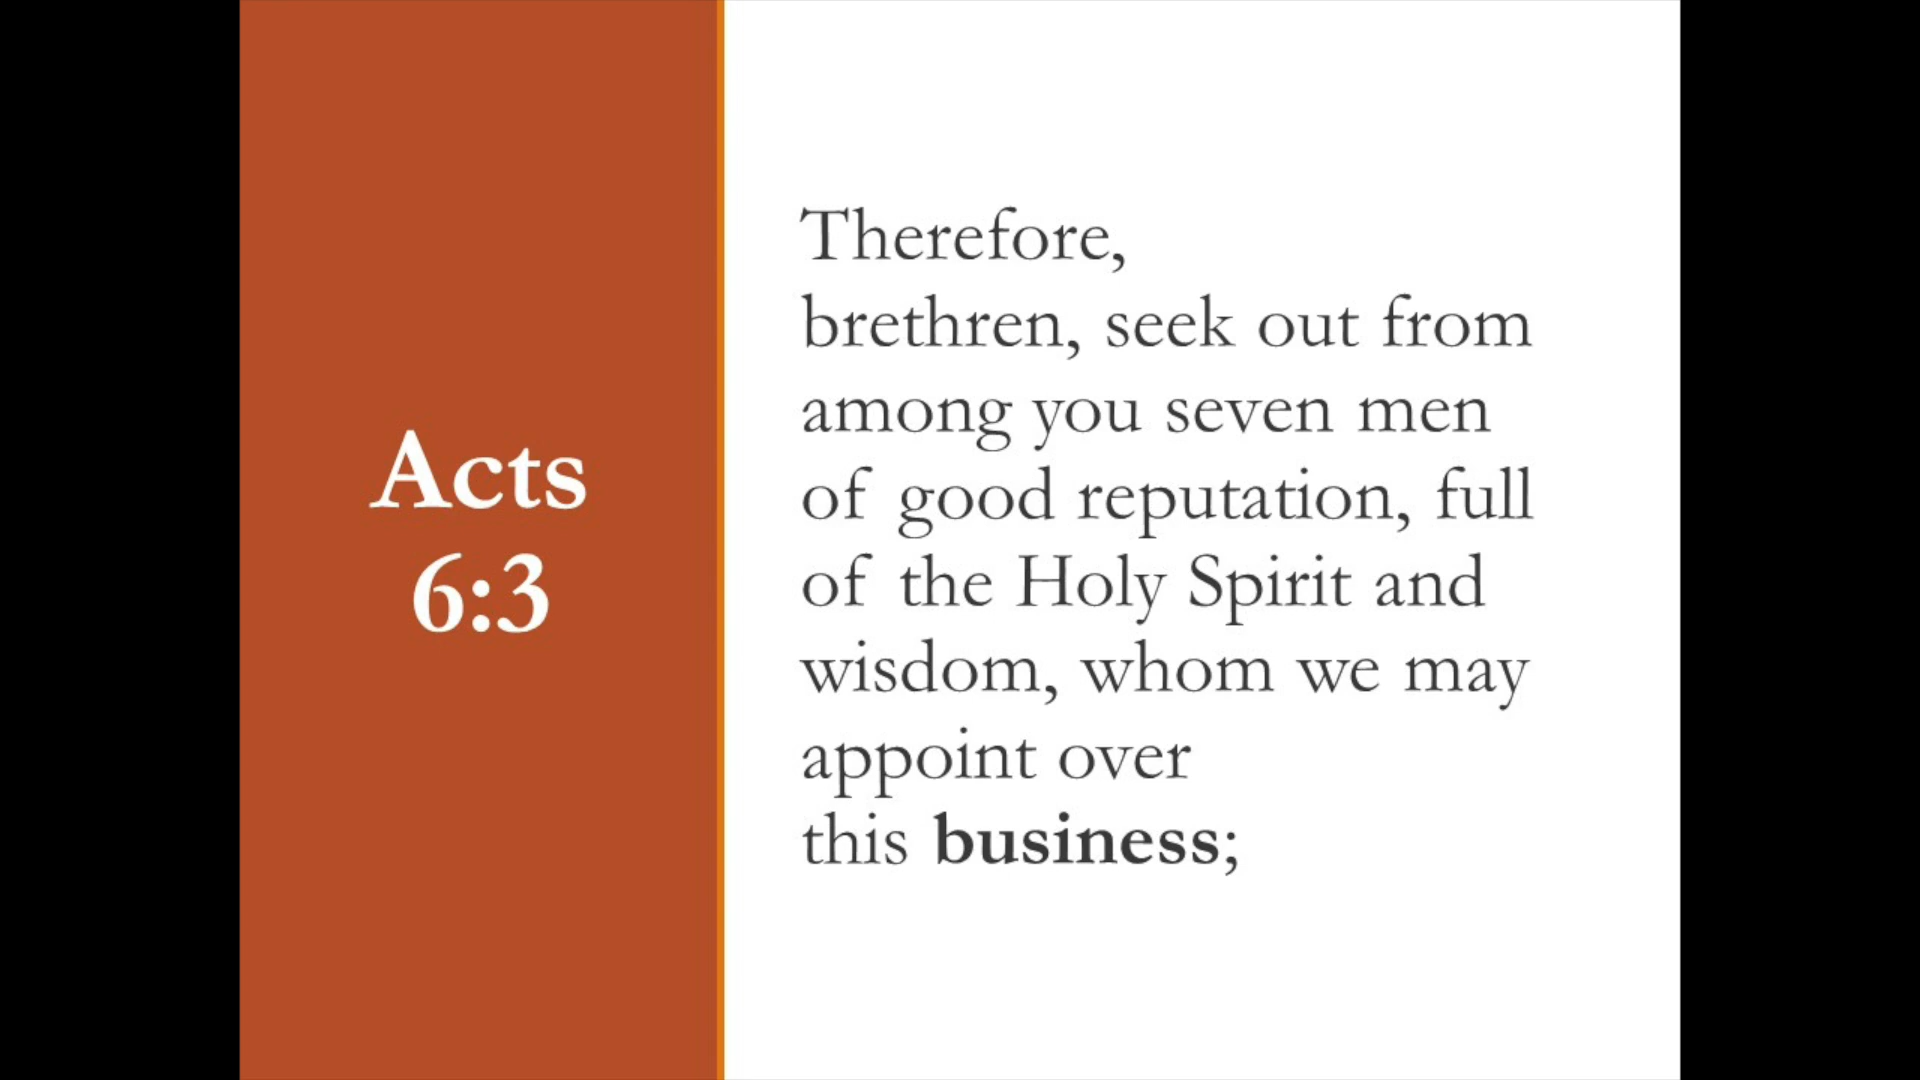 Acts
6:3
Therefore,
brethren, seek out from
among you seven men
of good reputation, full
of the Holy Spirit and
wisdom, whom we may
appoint over
this business;